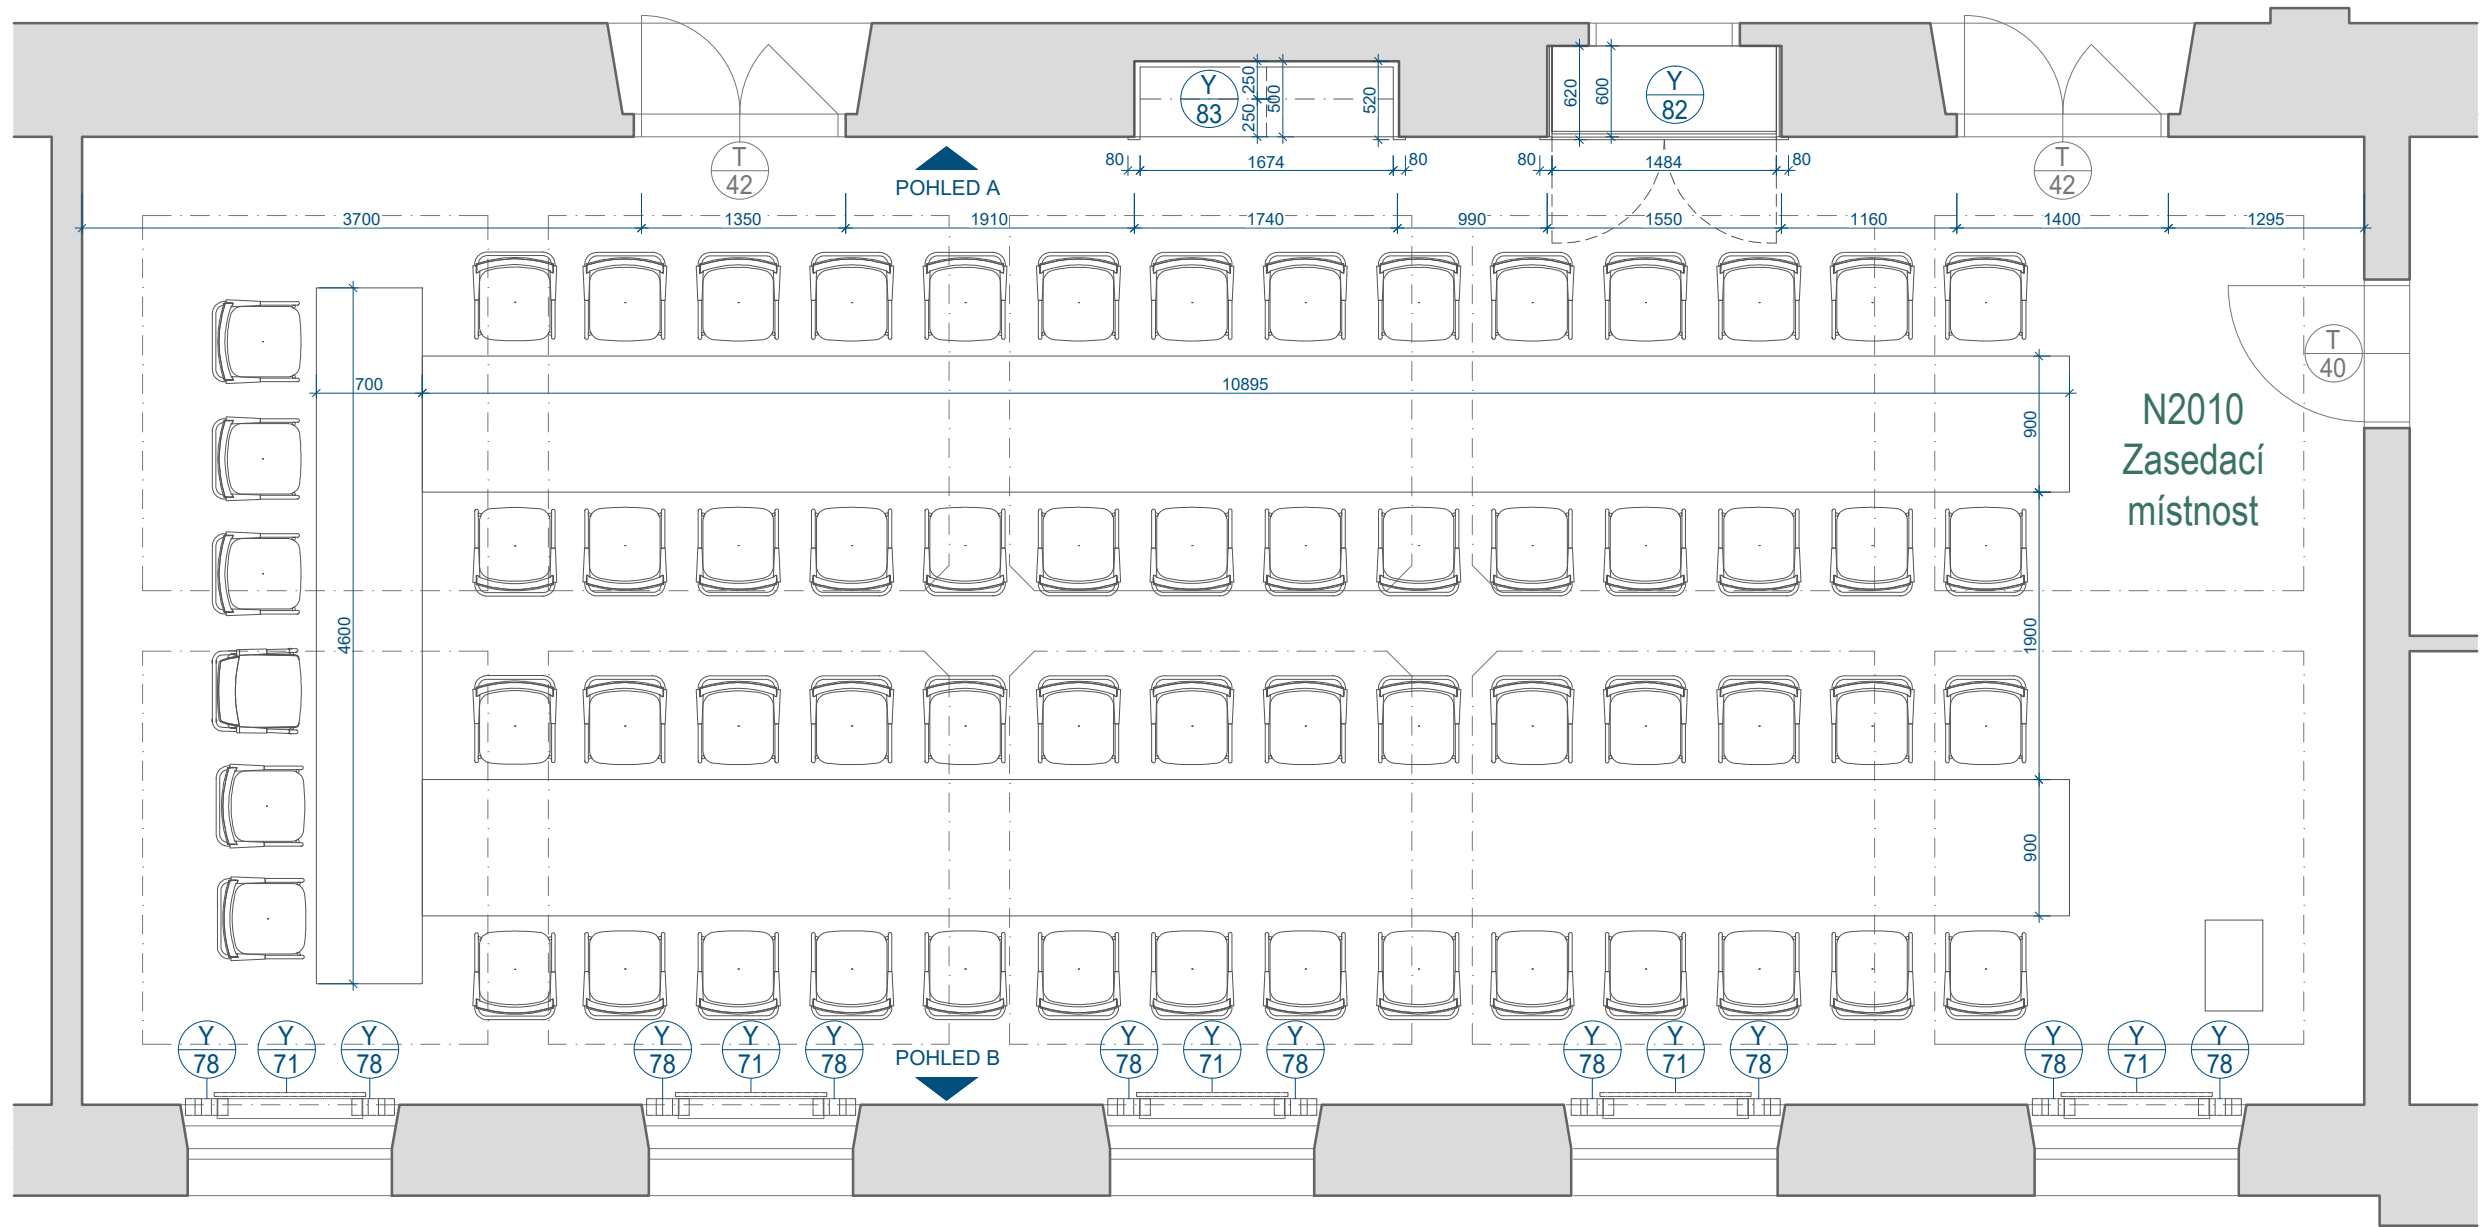 Y
83
250
250
500
520
620
600
Y
82
T
42
POHLED A
80
1674
80
80
1484
80
T
42
3700
1350
1910
1740
990
1550
1160
1400
1295
T
40
700
10895
900
N2010
Zasedací
místnost
4600
1900
900
POHLED B
Y
78
Y
71
Y
78
Y
78
Y
71
Y
78
Y
78
Y
71
Y
78
Y
78
Y
71
Y
78
Y
78
Y
71
Y
78